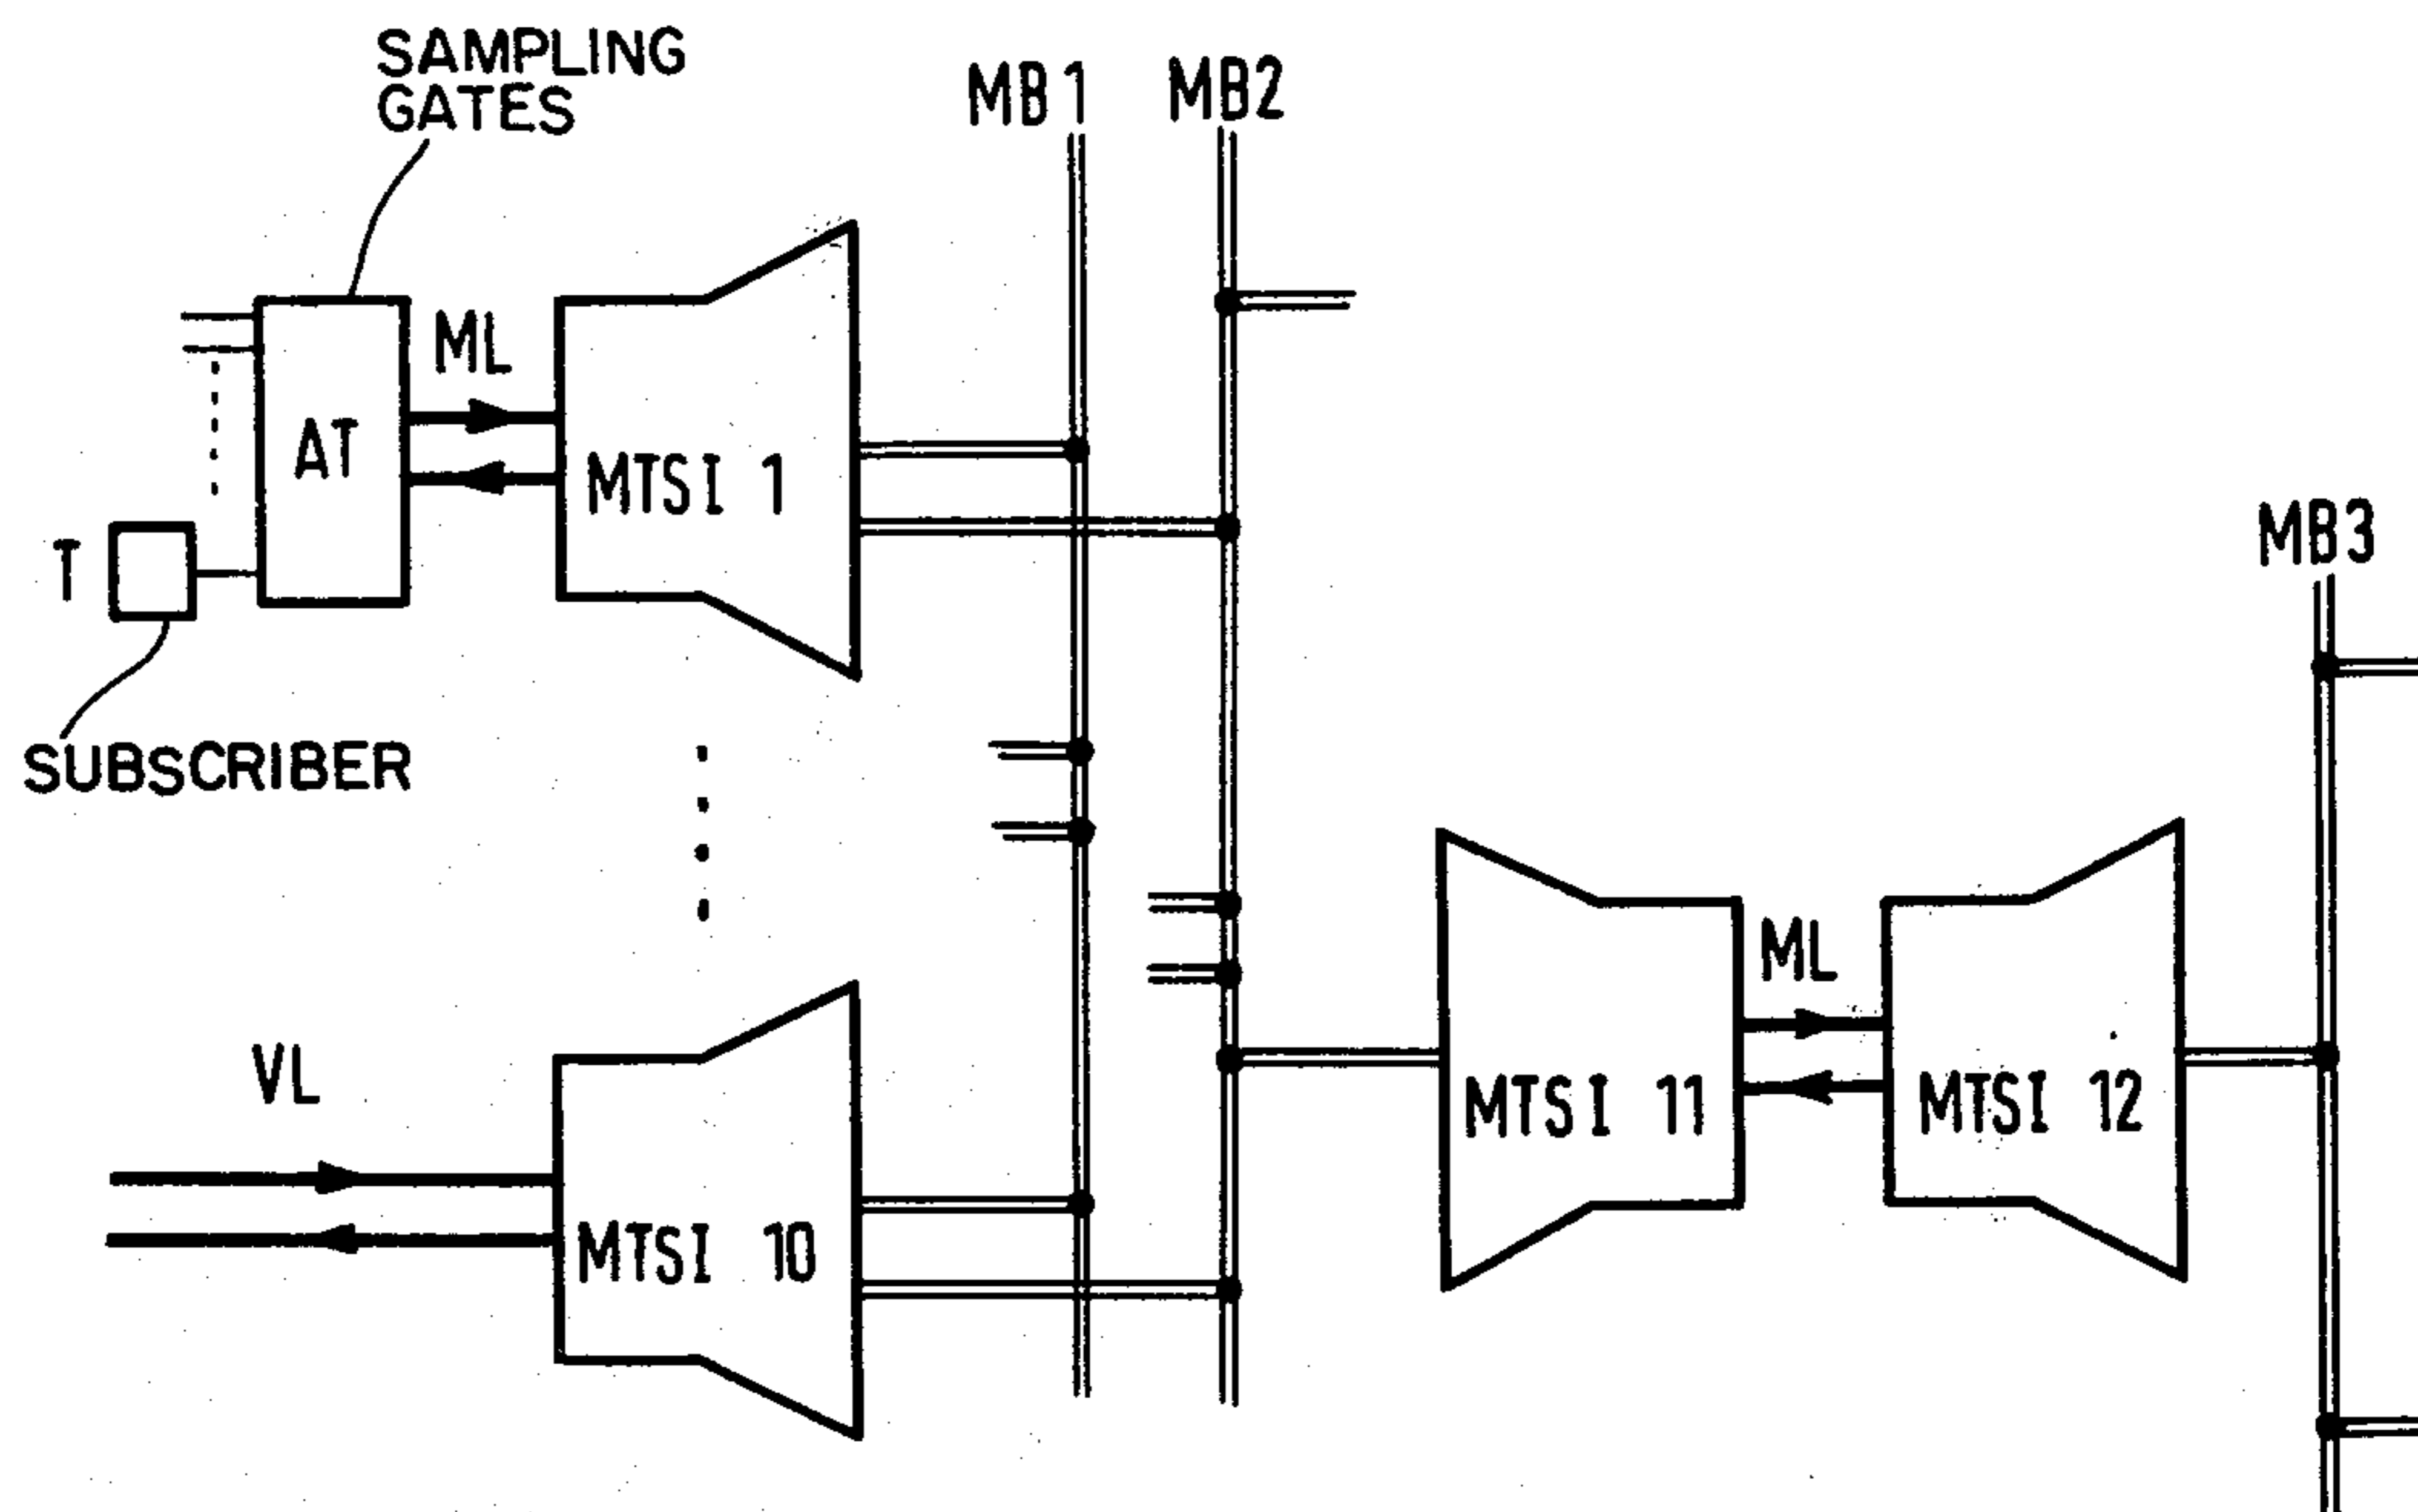 SAMPLING
GATES
MB1
MB2
ML
AT
MTSI 1
T
MB3
SUBSCRIBER
ML
VL
MTSI 11
MTSI 12
MTSI 10